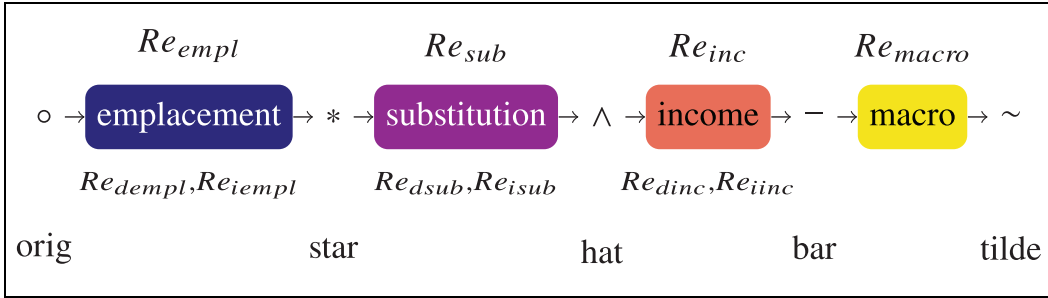 Re_empl Re_sub Re_inc Re_macro
○ → emplacement → * → substitution → ∧ → income → − → macro → ∼
Re_dempl,Re_iempl Re_dsub,Re_isub Re_dinc,Re_iinc
orig star hat bar tilde